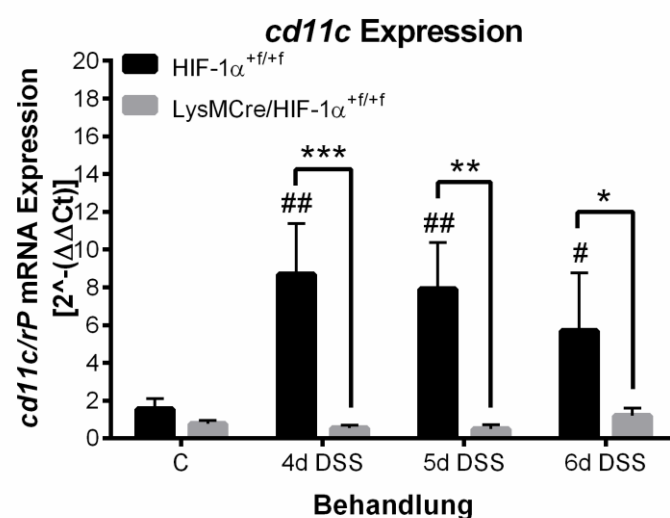 cd11c Expression
HIF-1α+f/+f
LysMCre/HIF-1α+f/+f
cd11c/rP mRNA Expression
[2^-(ΔΔCt)]
20
18
16
14
12
10
8
6
4
2
0
***
**
*
##
##
#
C
4d DSS
5d DSS
6d DSS
Behandlung